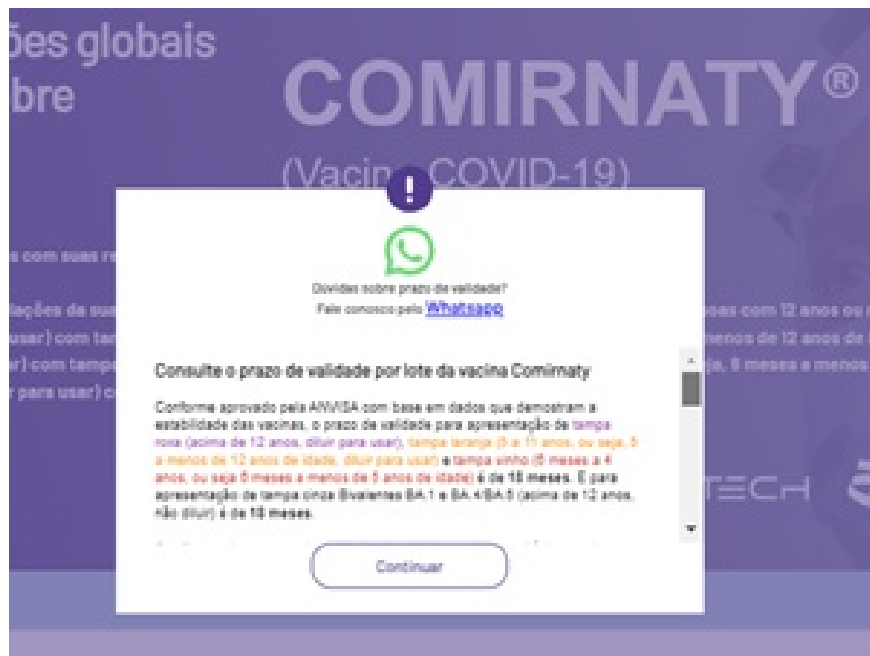 ões globais
bre
COMIRNATY®
(Vacina COVID-19)
!
s com suas re
lações da sua
usar) com tam
ar) com tampa
r para usar) c
soas com 12 anos ou
menos de 12 anos de
ja, 6 meses a menos
Dúvidas sobre prazo de validade?
Fale conosco pelo Whatsapp
Consulte o prazo de validade por lote da vacina Comirnaty
Conforme aprovado pela ANVISA com base em dados que demostram a
estabilidade das vacinas, o prazo de validade para apresentação de tampa
roxa (acima de 12 anos, diluir para usar), tampa laranja (5 a 11 anos, ou seja, 5
a menos de 12 anos de idade, diluir para usar) e tampa vinho (6 meses a 4
anos, ou seja 6 meses a menos de 5 anos de idade) é de 18 meses. E para
apresentação de tampa cinza Bivalentes BA.1 e BA.4/BA.5 (acima de 12 anos,
não diluir) é de 18 meses.
TECH
Continuar